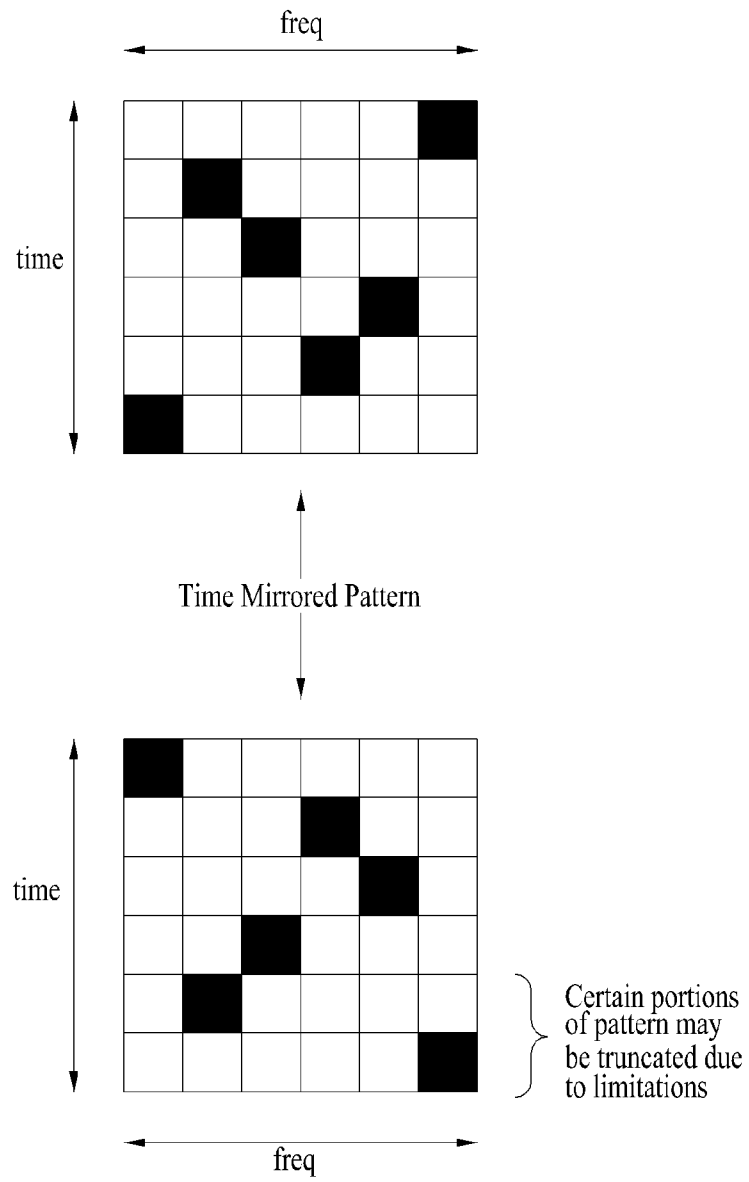 freq
time
Time Mirrored Pattern
time
Certain portions
of pattern may
be truncated due
to limitations
freq